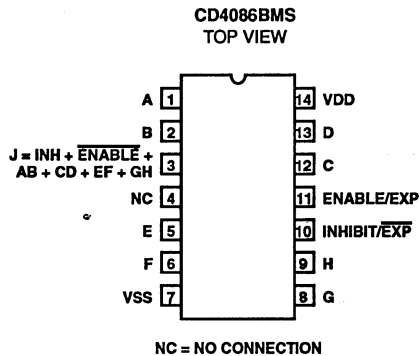 CD4086BMS
TOP VIEW
A 1 14 VDD
B 2 13 D
J = INH + ENABLE +
AB + CD + EF + GH 3 12 C
NC 4 11 ENABLE/EXP
E 5 10 INHIBIT/EXP
F 6 9 H
VSS 7 8 G
NC = NO CONNECTION